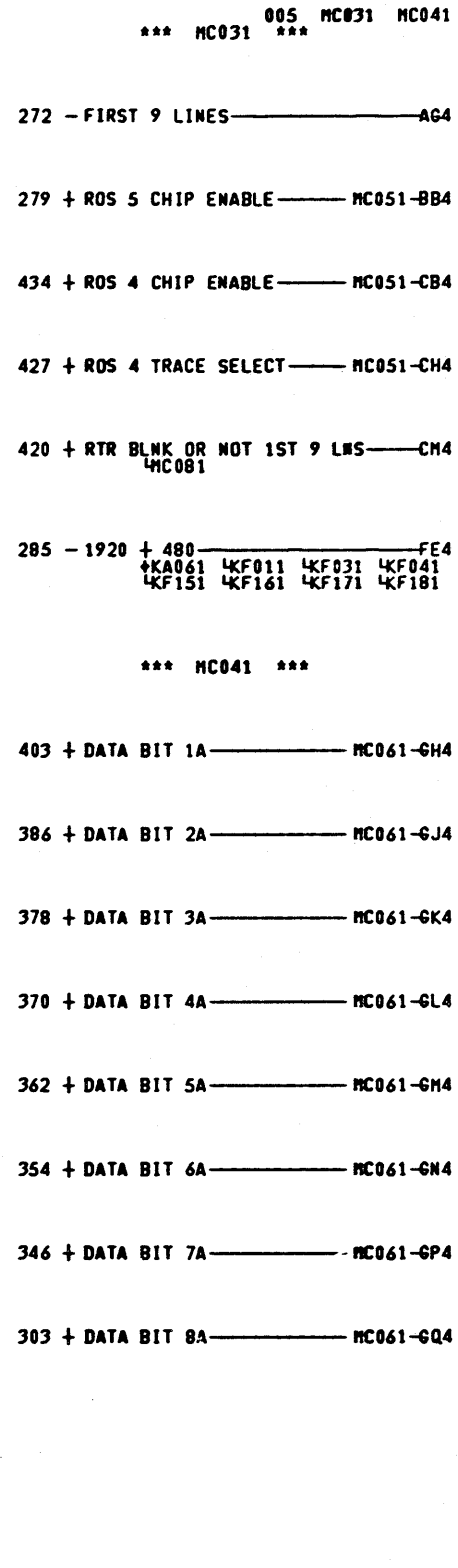 005 MC031 MC041
*** MC031 ***
272 - FIRST 9 LINES AG4
279 + ROS 5 CHIP ENABLE MC051-BB4
434 + ROS 4 CHIP ENABLE MC051-CB4
427 + ROS 4 TRACE SELECT MC051-CH4
420 + RTR BLNK OR NOT 1ST 9 LNS CM4
MC081
285 - 1920 + 480 FE4
KA061 KF011 KF031 KF041
KF151 KF161 KF171 KF181
*** MC041 ***
403 + DATA BIT 1A MC061-GH4
386 + DATA BIT 2A MC061-GJ4
378 + DATA BIT 3A MC061-GK4
370 + DATA BIT 4A MC061-GL4
362 + DATA BIT 5A MC061-GM4
354 + DATA BIT 6A MC061-GN4
346 + DATA BIT 7A MC061-GP4
303 + DATA BIT 8A MC061-GQ4